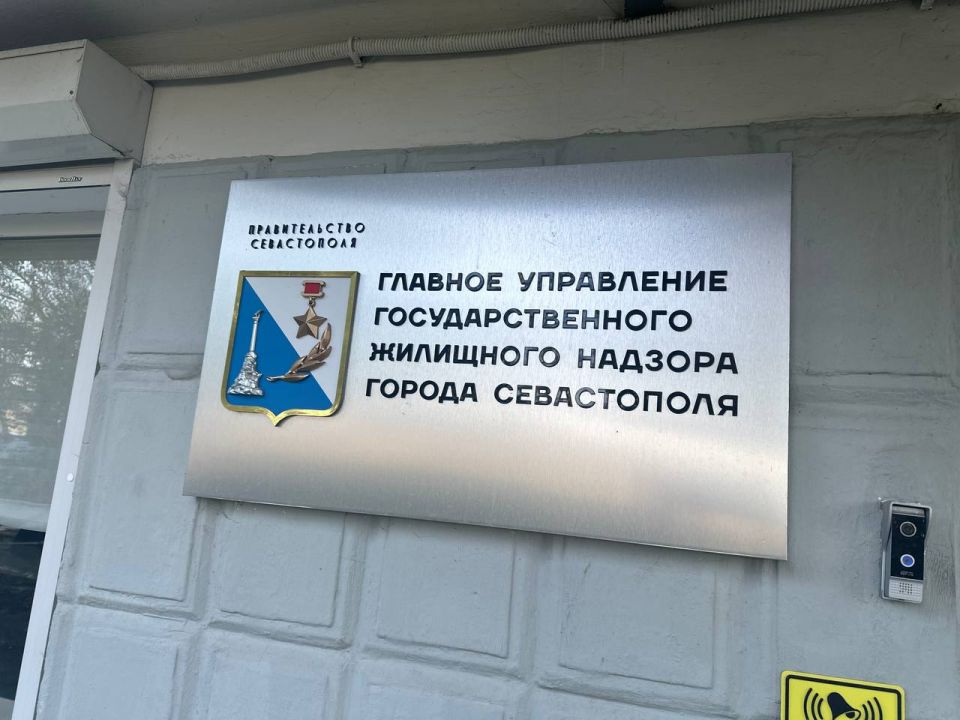 ПРАВИТЕЛЬСТВО
СЕВАСТОПОЛЯ
ГЛАВНОЕ УПРАВЛЕНИЕ
ГОСУДАРСТВЕННОГО
ЖИЛИЩНОГО НАДЗОРА
ГОРОДА СЕВАСТОПОЛЯ